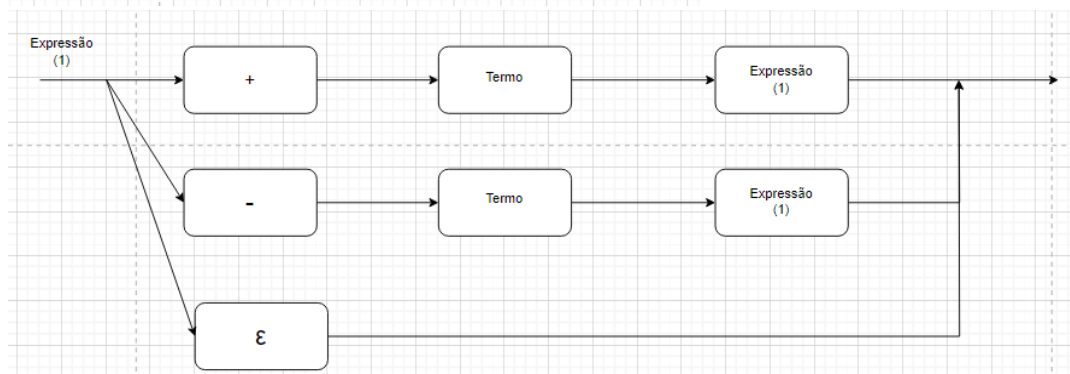 Expressão
(1)
+
Termo
Expressão
(1)
-
Termo
Expressão
(1)
ε